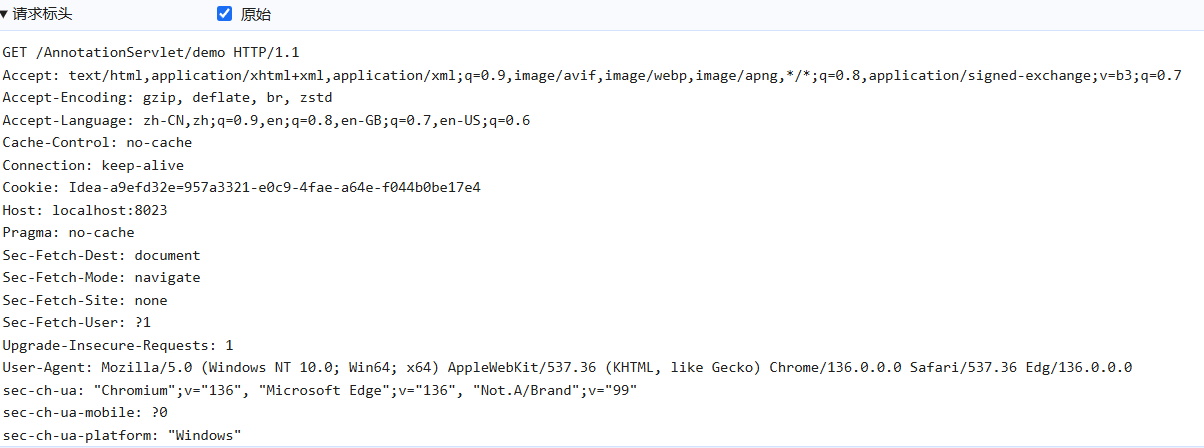 请求标头 原始
GET /AnnotationServlet/demo HTTP/1.1
Accept: text/html,application/xhtml+xml,application/xml;q=0.9,image/avif,image/webp,image/apng,*/*;q=0.8,application/signed-exchange;v=b3;q=0.7
Accept-Encoding: gzip, deflate, br, zstd
Accept-Language: zh-CN,zh;q=0.9,en;q=0.8,en-GB;q=0.7,en-US;q=0.6
Cache-Control: no-cache
Connection: keep-alive
Cookie: Idea-a9efd32e=957a3321-e0c9-4fae-a64e-f044b0be17e4
Host: localhost:8023
Pragma: no-cache
Sec-Fetch-Dest: document
Sec-Fetch-Mode: navigate
Sec-Fetch-Site: none
Sec-Fetch-User: ?1
Upgrade-Insecure-Requests: 1
User-Agent: Mozilla/5.0 (Windows NT 10.0; Win64; x64) AppleWebKit/537.36 (KHTML, like Gecko) Chrome/136.0.0.0 Safari/537.36 Edg/136.0.0.0
sec-ch-ua: "Chromium";v="136", "Microsoft Edge";v="136", "Not.A/Brand";v="99"
sec-ch-ua-mobile: ?0
sec-ch-ua-platform: "Windows"